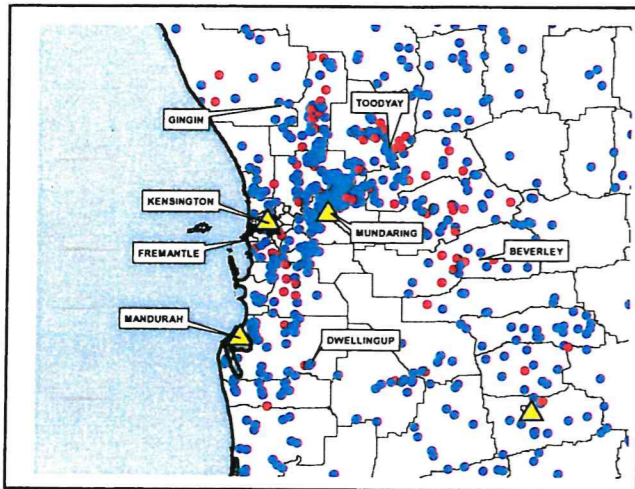 TOODYAY
GINGIN
KENSINGTON
MUNDARING
FREMANTLE
BEVERLEY
MANDURAH
DWELLINGUP